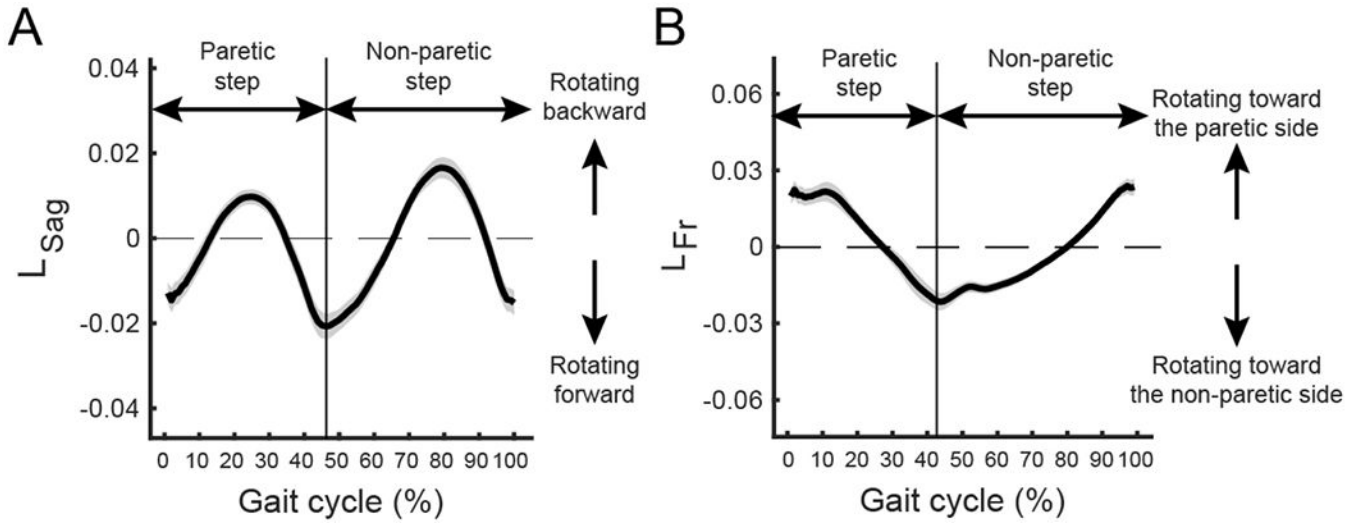 A
Paretic
step
Non-paretic
step
Rotating
backward
Rotating
forward
0.04
0.02
0
-0.02
-0.04
L Sag
0 10 20 30 40 50 60 70 80 90 100
Gait cycle (%)
B
Paretic
step
Non-paretic
step
Rotating toward
the paretic side
Rotating toward
the non-paretic side
0.06
0.03
0
-0.03
-0.06
L Fr
0 10 20 30 40 50 60 70 80 90 100
Gait cycle (%)